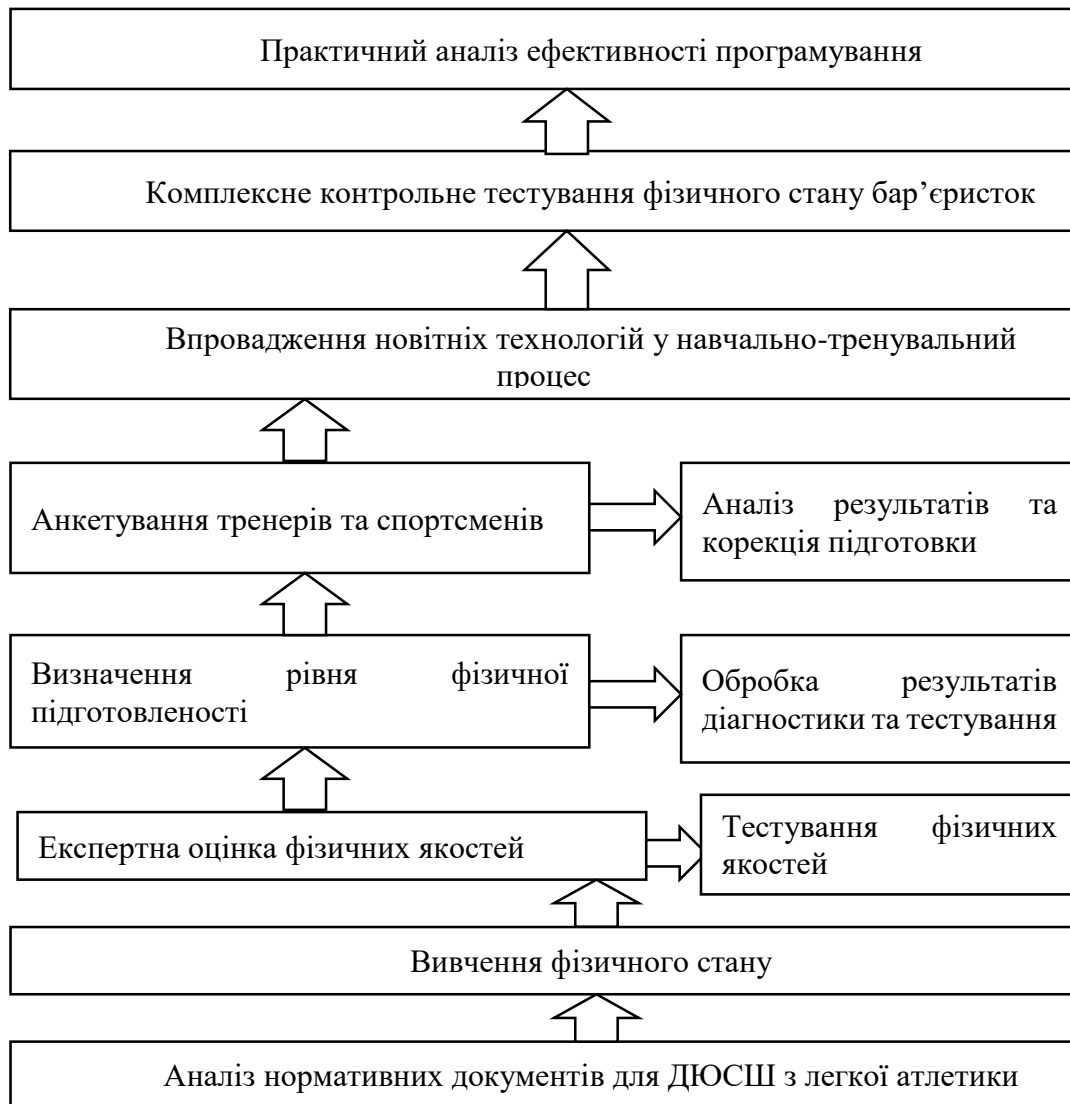 Практичний аналіз ефективності програмування
Комплексне контрольне тестування фізичного стану бар’єристок
Впровадження новітніх технологій у навчально-тренувальний
процес
Анкетування тренерів та спортсменів
Аналіз результатів та
корекція підготовки
Визначення рівня фізичної
підготовленості
Обробка результатів
діагностики та тестування
Експертна оцінка фізичних якостей
Тестування фізичних
якостей
Вивчення фізичного стану
Аналіз нормативних документів для ДЮСШ з легкої атлетики